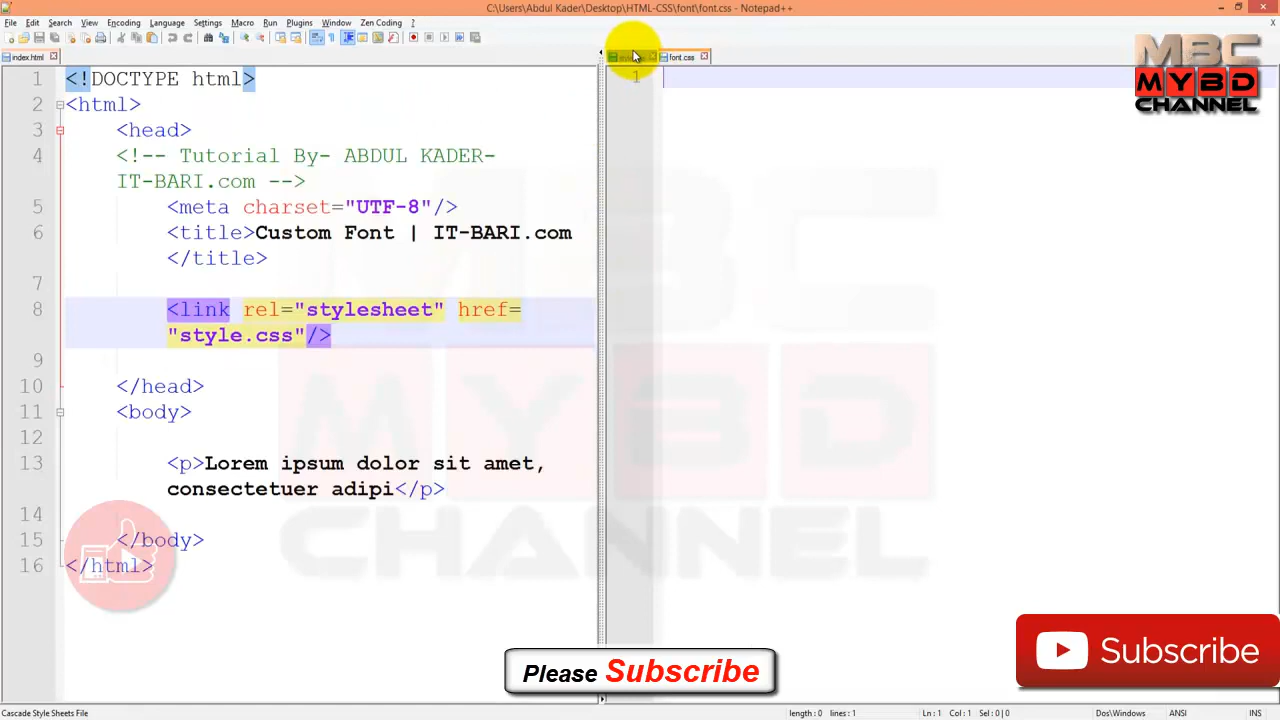 C:\Users\Abdul Kader\Desktop\HTML-CSS\font\font.css - Notepad++
File Edit Search View Encoding Language Settings Macro Run Plugins Window Zen Coding ?
X
index.html
font.css
1 <!DOCTYPE html>
2 <html>
3 <head>
4 <!-- Tutorial By- ABDUL KADER-
IT-BARI.com -->
5 <meta charset="UTF-8"/>
6 <title>Custom Font | IT-BARI.com
</title>
7
8 <link rel="stylesheet" href=
"style.css"/>
9
10 </head>
11 <body>
12
13 <p>Lorem ipsum dolor sit amet,
consectetuer adipi</p>
14
15 </body>
16 </html>
1
MBC
MYBD
CHANNEL
MBC
MYBD
CHANNEL
Please Subscribe
Subscribe
Cascade Style Sheets File
length : 0 lines : 1
Ln : 1 Col : 1 Sel : 0 | 0
Dos\Windows
ANSI
INS